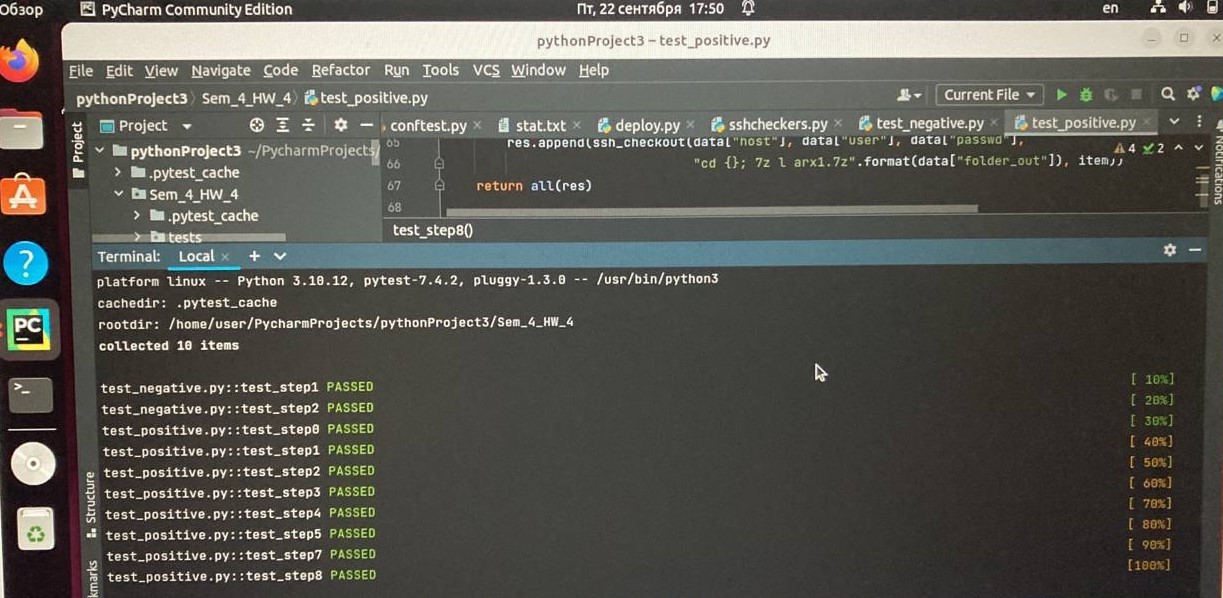 Обзор PyCharm Community Edition Пт, 22 сентября 17:50 en
pythonProject3 – test_positive.py
File Edit View Navigate Code Refactor Run Tools VCS Window Help
pythonProject3 Sem_4_HW_4 test_positive.py Current File
Project
Project
conftest.py stat.txt deploy.py sshcheckers.py test_negative.py test_positive.py
pythonProject3 ~/PycharmProjects
.pytest_cache
Sem_4_HW_4
.pytest_cache
tests
65 res.append(ssh_checkout(data["host"], data["user"], data["passwd"],
66 "cd {}; 7z l arx1.7z".format(data["folder_out"]), item))
67 return all(res)
68
4 2
Notifications
test_step8()
Terminal: Local
platform linux -- Python 3.10.12, pytest-7.4.2, pluggy-1.3.0 -- /usr/bin/python3
cachedir: .pytest_cache
rootdir: /home/user/PycharmProjects/pythonProject3/Sem_4_HW_4
collected 10 items
test_negative.py::test_step1 PASSED [ 10%]
test_negative.py::test_step2 PASSED [ 20%]
test_positive.py::test_step0 PASSED [ 30%]
test_positive.py::test_step1 PASSED [ 40%]
test_positive.py::test_step2 PASSED [ 50%]
test_positive.py::test_step3 PASSED [ 60%]
test_positive.py::test_step4 PASSED [ 70%]
test_positive.py::test_step5 PASSED [ 80%]
test_positive.py::test_step7 PASSED [ 90%]
test_positive.py::test_step8 PASSED [100%]
Structure
PC